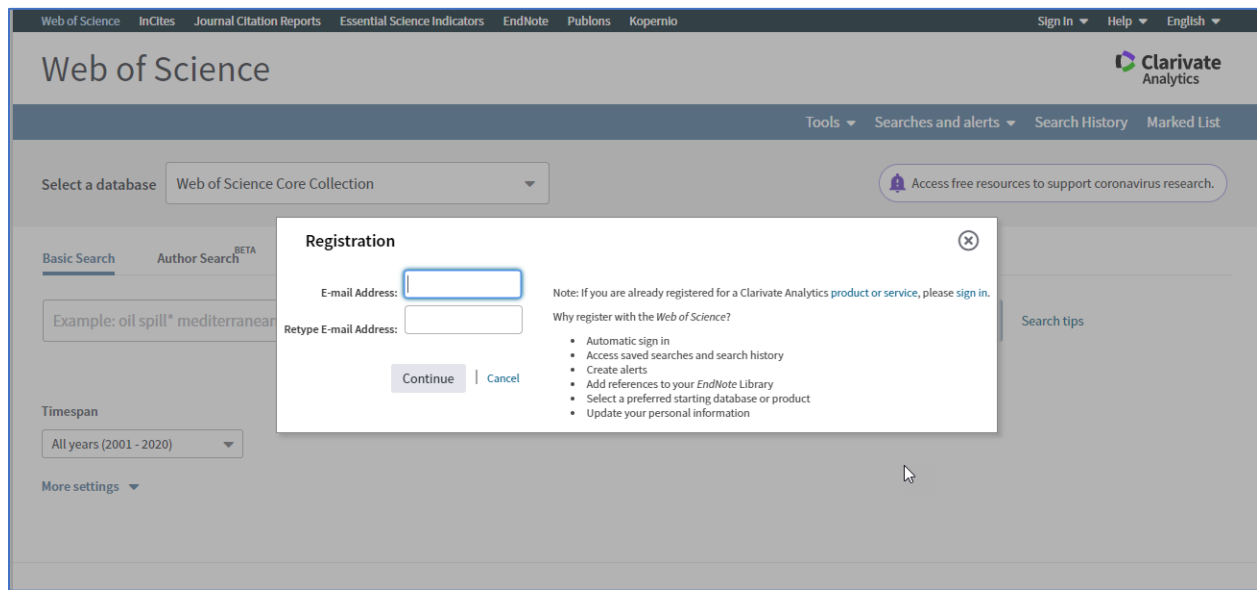 Web of Science InCites Journal Citation Reports Essential Science Indicators EndNote Publons Kopernio Sign In Help English
Web of Science
Clarivate
Analytics
Tools Searches and alerts Search History Marked List
Select a database Web of Science Core Collection Access free resources to support coronavirus research.
Registration
Basic Search Author Search BETA
E-mail Address: Note: If you are already registered for a Clarivate Analytics product or service, please sign in.
Example: oil spill* mediterranean Search tips
Retype E-mail Address: Why register with the Web of Science?
• Automatic sign in
• Access saved searches and search history
• Create alerts
Continue | Cancel
• Add references to your EndNote Library
• Select a preferred starting database or product
• Update your personal information
Timespan
All years (2001 - 2020)
More settings